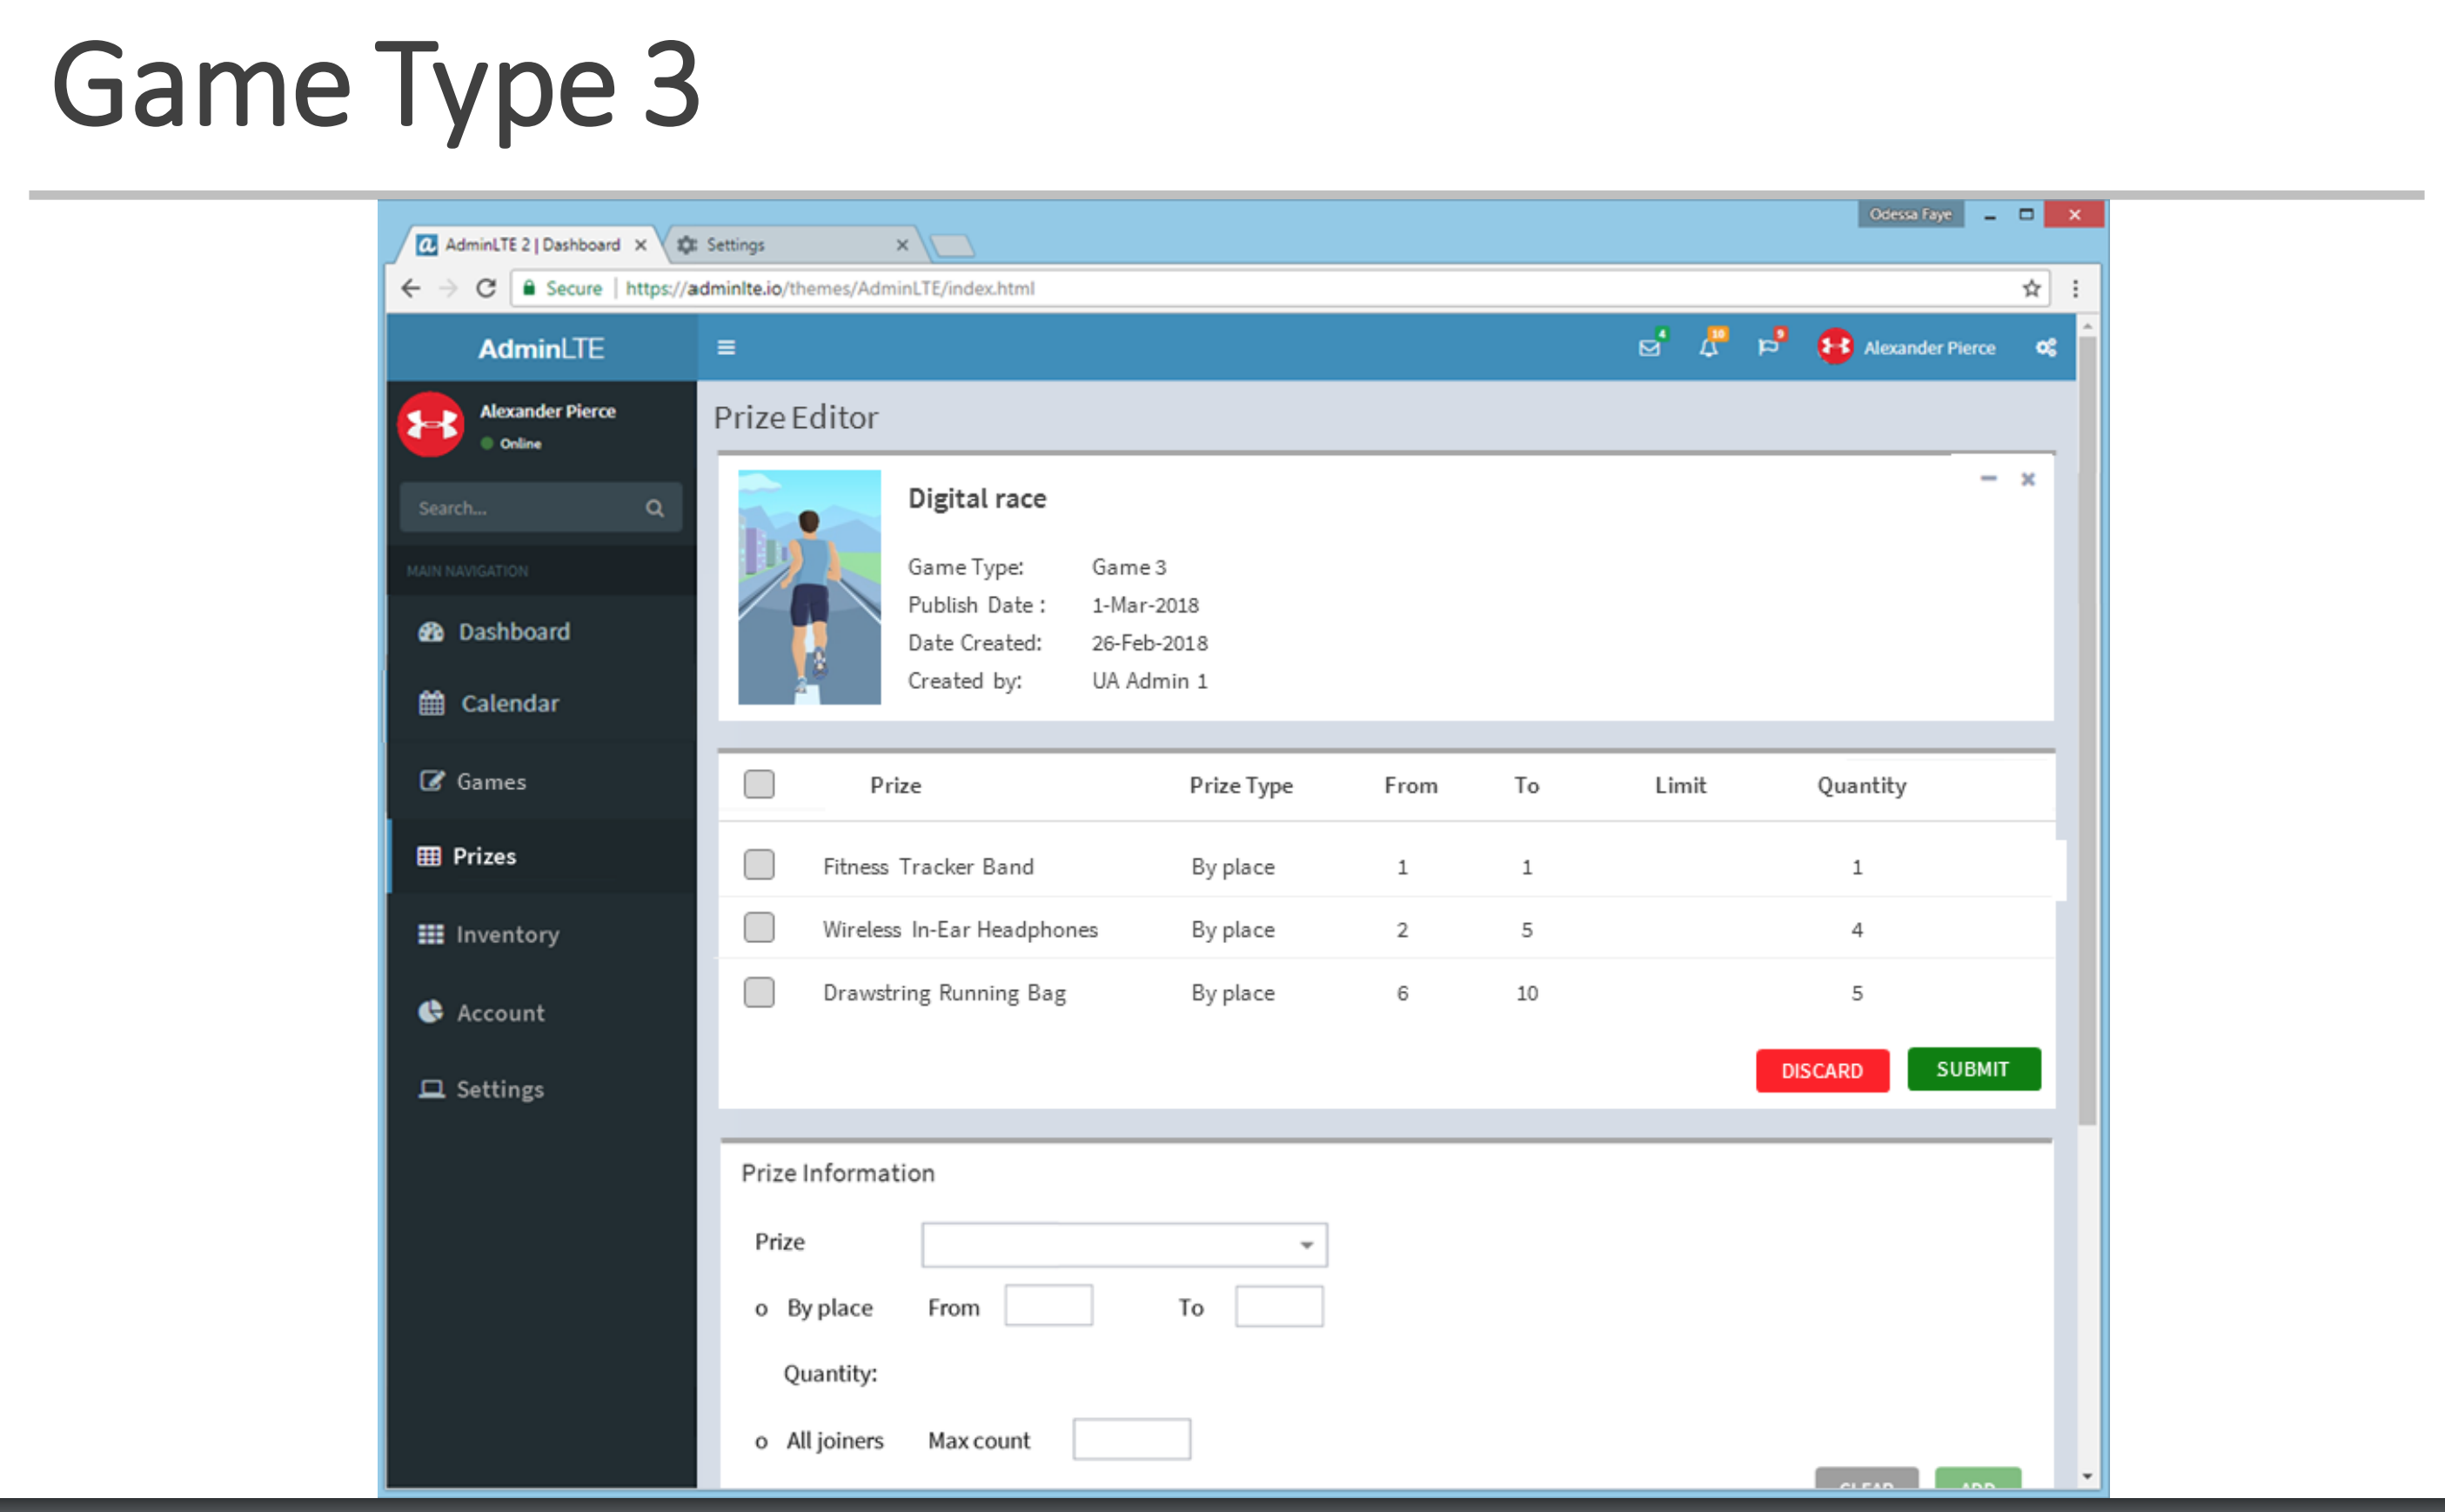 Game Type 3
Odessa Faye
AdminLTE 2 | Dashboard
Settings
Secure | https://adminlte.io/themes/AdminLTE/index.html
AdminLTE
4
10
9
Alexander Pierce
Alexander Pierce
Online
Search...
MAIN NAVIGATION
Dashboard
Calendar
Games
Prizes
Inventory
Account
Settings
Prize Editor
Digital race
Game Type: Game 3
Publish Date : 1-Mar-2018
Date Created: 26-Feb-2018
Created by: UA Admin 1
Prize Prize Type From To Limit Quantity
Fitness Tracker Band By place 1 1 1
Wireless In-Ear Headphones By place 2 5 4
Drawstring Running Bag By place 6 10 5
DISCARD SUBMIT
Prize Information
Prize
o By place From To
Quantity:
o All joiners Max count
CLEAR ADD